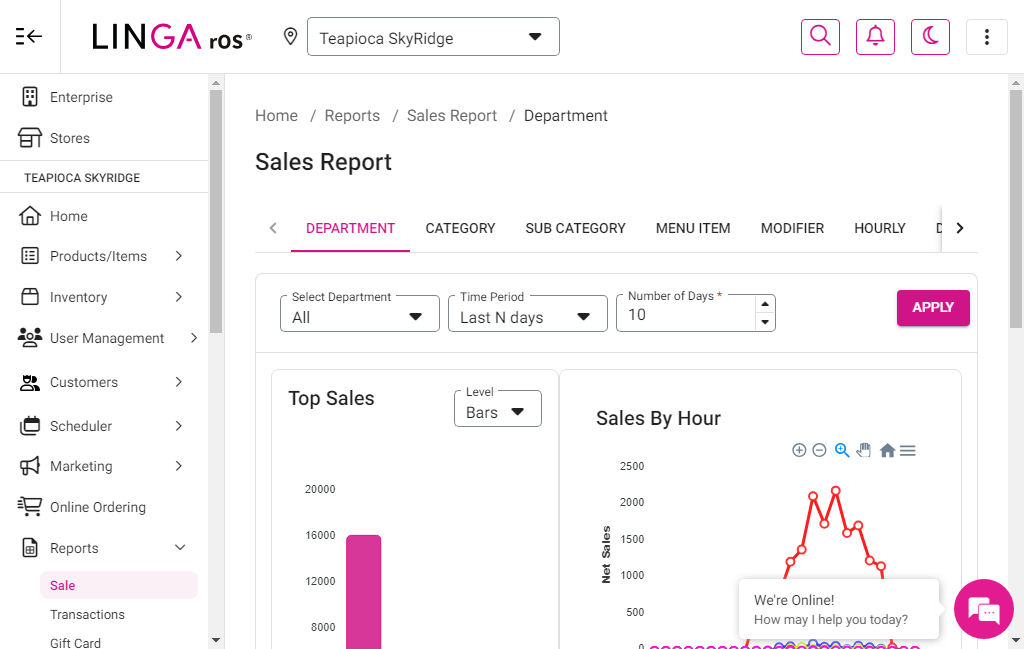 LINGA ros®
Teapioca SkyRidge
Enterprise
Stores
TEAPIOCA SKYRIDGE
Home
Products/Items
Inventory
User Management
Customers
Scheduler
Marketing
Online Ordering
Reports
Sale
Transactions
Gift Card
Home / Reports / Sales Report / Department
Sales Report
DEPARTMENT CATEGORY SUB CATEGORY MENU ITEM MODIFIER HOURLY
Select Department
All
Time Period
Last N days
Number of Days *
10
APPLY
Top Sales
Level
Bars
20000
16000
12000
8000
Sales By Hour
2500
2000
1500
1000
500
0
Net Sales
We're Online!
How may I help you today?